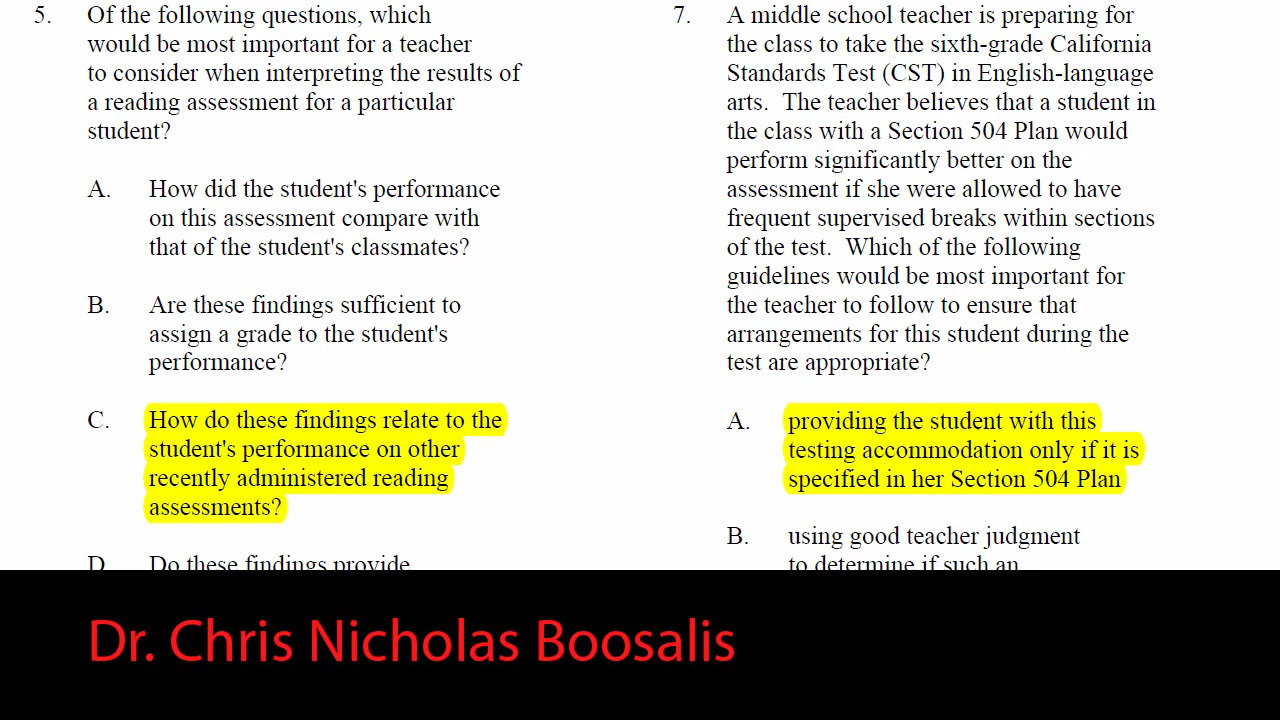 5. Of the following questions, which
would be most important for a teacher
to consider when interpreting the results of
a reading assessment for a particular
student?
A. How did the student's performance
on this assessment compare with
that of the student's classmates?
B. Are these findings sufficient to
assign a grade to the student's
performance?
C. How do these findings relate to the
student's performance on other
recently administered reading
assessments?
D. Do these findings provide
7. A middle school teacher is preparing for
the class to take the sixth-grade California
Standards Test (CST) in English-language
arts. The teacher believes that a student in
the class with a Section 504 Plan would
perform significantly better on the
assessment if she were allowed to have
frequent supervised breaks within sections
of the test. Which of the following
guidelines would be most important for
the teacher to follow to ensure that
arrangements for this student during the
test are appropriate?
A. providing the student with this
testing accommodation only if it is
specified in her Section 504 Plan
B. using good teacher judgment
to determine if such an
Dr. Chris Nicholas Boosalis